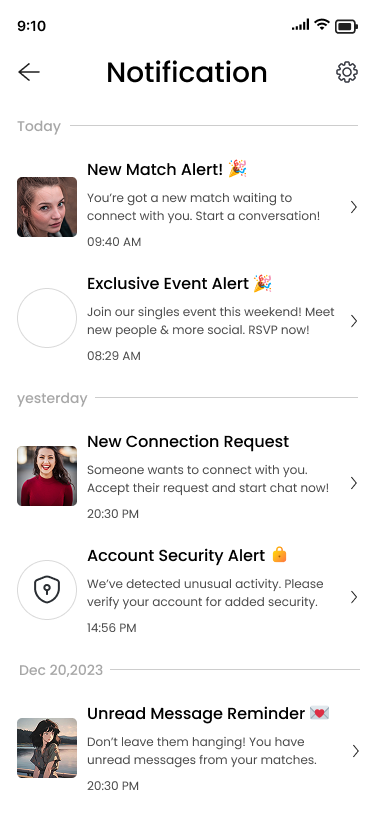 9:10
Notification
Today
New Match Alert! 🎉
You're got a new match waiting to
connect with you. Start a conversation!
09:40 AM
Exclusive Event Alert 🎉
Join our singles event this weekend! Meet
new people & more social. RSVP now!
08:29 AM
yesterday
New Connection Request
Someone wants to connect with you.
Accept their request and start chat now!
20:30 PM
Account Security Alert 🔒
We've detected unusual activity. Please
verify your account for added security.
14:56 PM
Dec 20,2023
Unread Message Reminder 💌
Don't leave them hanging! You have
unread messages from your matches.
20:30 PM